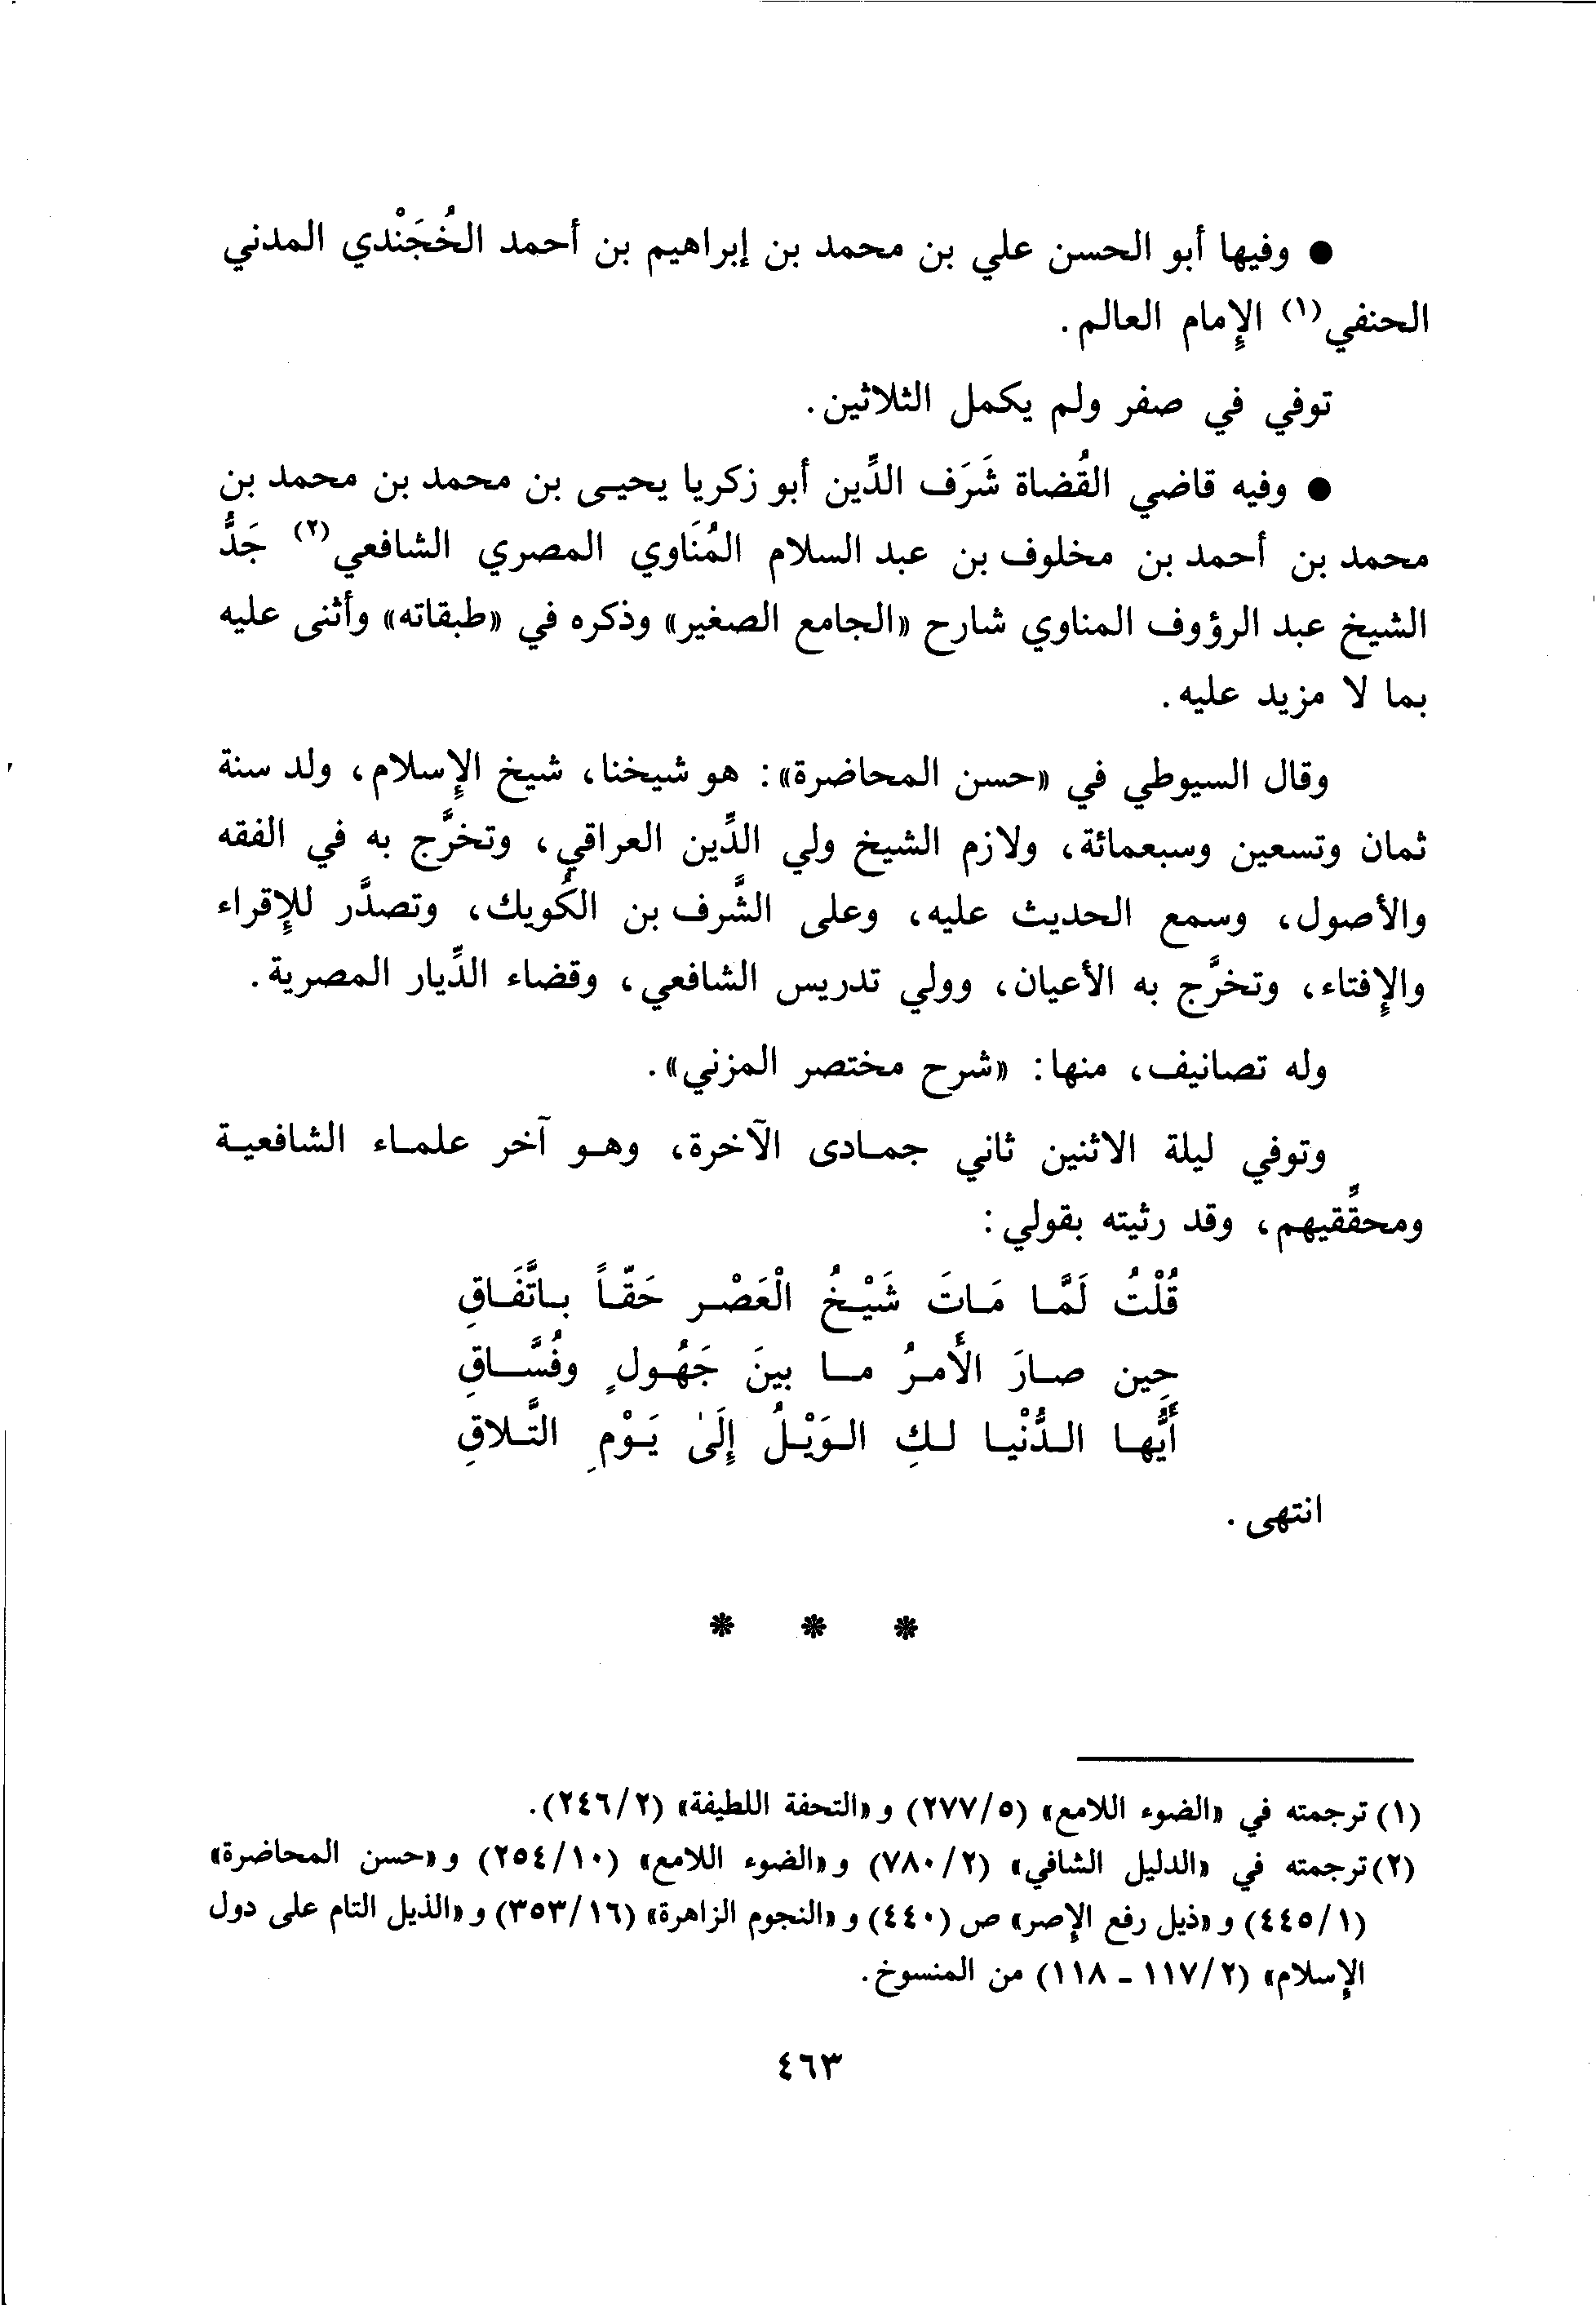 ● وفيها أبو الحسن علي بن محمد بن إبراهيم بن أحمد الخُجَنْدي المدني
الحنفي(١) الإمام العالم.
توفي في صفر ولم يكمل الثلاثين.
● وفيه قاضي القُضاة شَرَف الدِّين أبو زكريا يحيى بن محمد بن محمد بن
محمد بن أحمد بن مخلوف بن عبد السلام المُنَاوي المصري الشافعي(٢) جَدُّ
الشيخ عبد الرؤوف المناوي شارح «الجامع الصغير» وذكره في «طبقاته» وأثنى عليه
بما لا مزيد عليه.
وقال السيوطي في «حسن المحاضرة»: هو شيخنا، شيخ الإسلام، ولد سنة
ثمان وتسعين وسبعمائة، ولازم الشيخ ولي الدِّين العراقي، وتخرَّج به في الفقه
والأصول، وسمع الحديث عليه، وعلى الشَّرف بن الكُويك، وتصدَّر للإقراء
والإفتاء، وتخرَّج به الأعيان، وولي تدريس الشافعي، وقضاء الدِّيار المصرية.
وله تصانيف، منها: «شرح مختصر المزني».
وتوفي ليلة الاثنين ثاني جمادى الآخرة، وهو آخر علماء الشافعية
ومحقِّقيهم، وقد رثيته بقولي:
قُلْتُ لَمَّا مَاتَ شَيْخُ الْعَصْر حَقّاً باتَّفَاقِ
حِين صارَ الأَمرُ ما بينَ جَهُولٍ وفُسَّاقِ
أَيُّها الدُّنْيا لكِ الوَيْلُ إِلَىٰ يَوْمِ التَّلاقِ
انتهى.
* * *
(١) ترجمته في «الضوء اللامع» (٢٧٧/٥) و«التحفة اللطيفة» (٢٤٦/٢).
(٢) ترجمته في «الدليل الشافي» (٧٨٠/٢) و«الضوء اللامع» (٢٥٤/١٠) و«حسن المحاضرة»
(٤٤٥/١) و«ذيل رفع الإصر» ص (٤٤٠) و«النجوم الزاهرة» (٣٥٣/١٦) و«الذيل التام على دول
الإسلام» (١١٧/٢ - ١١٨) من المنسوخ.
٤٦٣